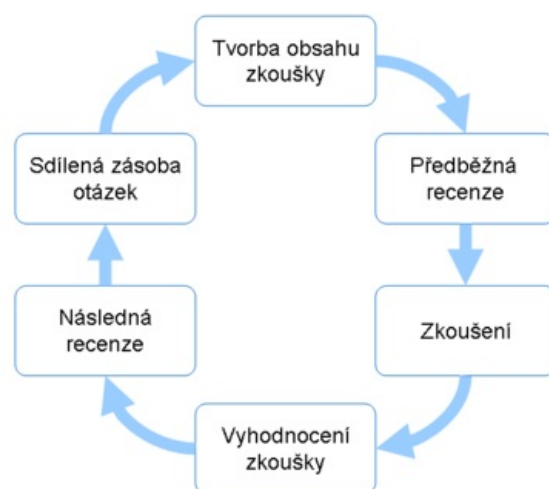 Tvorba obsahu
zkoušky
Předběžná
recenze
Zkoušení
Vyhodnocení
zkoušky
Následná
recenze
Sdílená zásoba
otázek